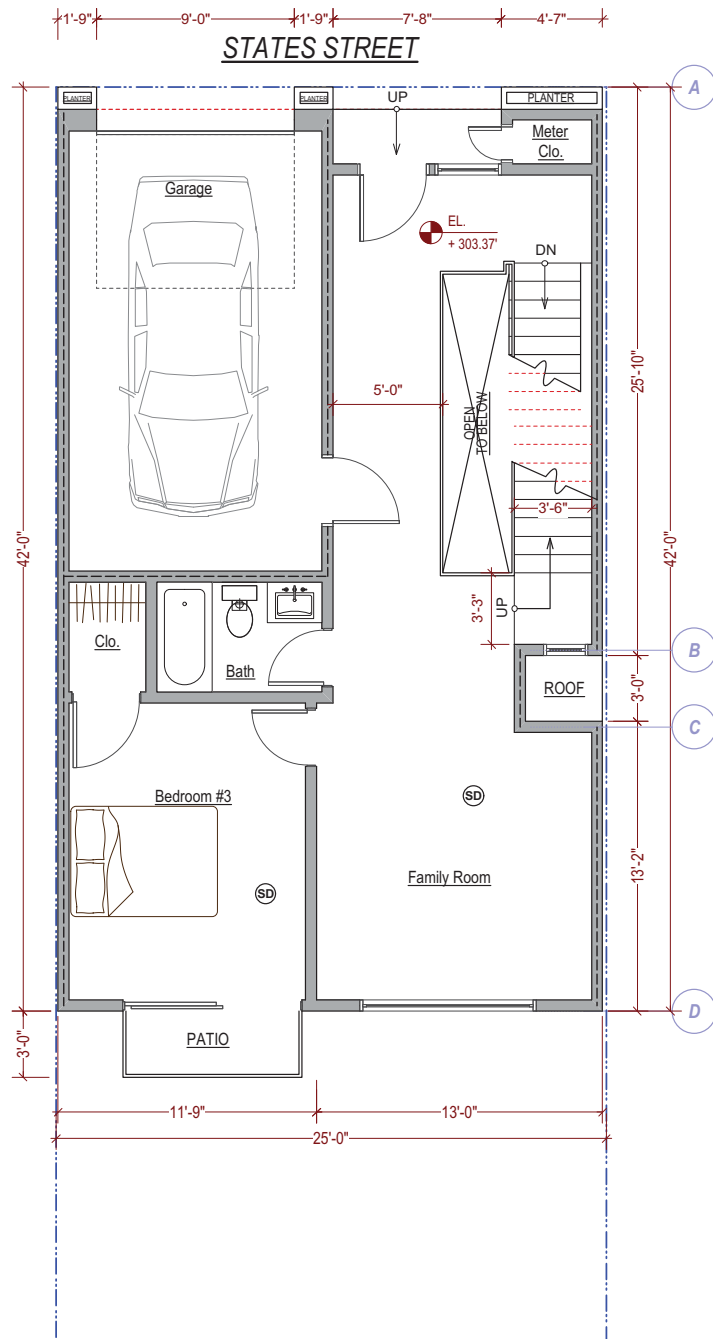 1'-9" 9'-0" 1'-9" 7'-8" 4'-7"
STATES STREET
A
PLANTER PLANTER UP PLANTER
Meter
Clo.
Garage
EL.
+ 303.37'
DN
25'-10"
5'-0"
OPEN
TO BELOW
3'-6"
42'-0" 42'-0"
3'-3"
UP
Clo.
Bath
B
ROOF
3'-0"
C
Bedroom #3
SD
Family Room
SD
13'-2"
D
PATIO
3'-0"
11'-9" 13'-0"
25'-0"